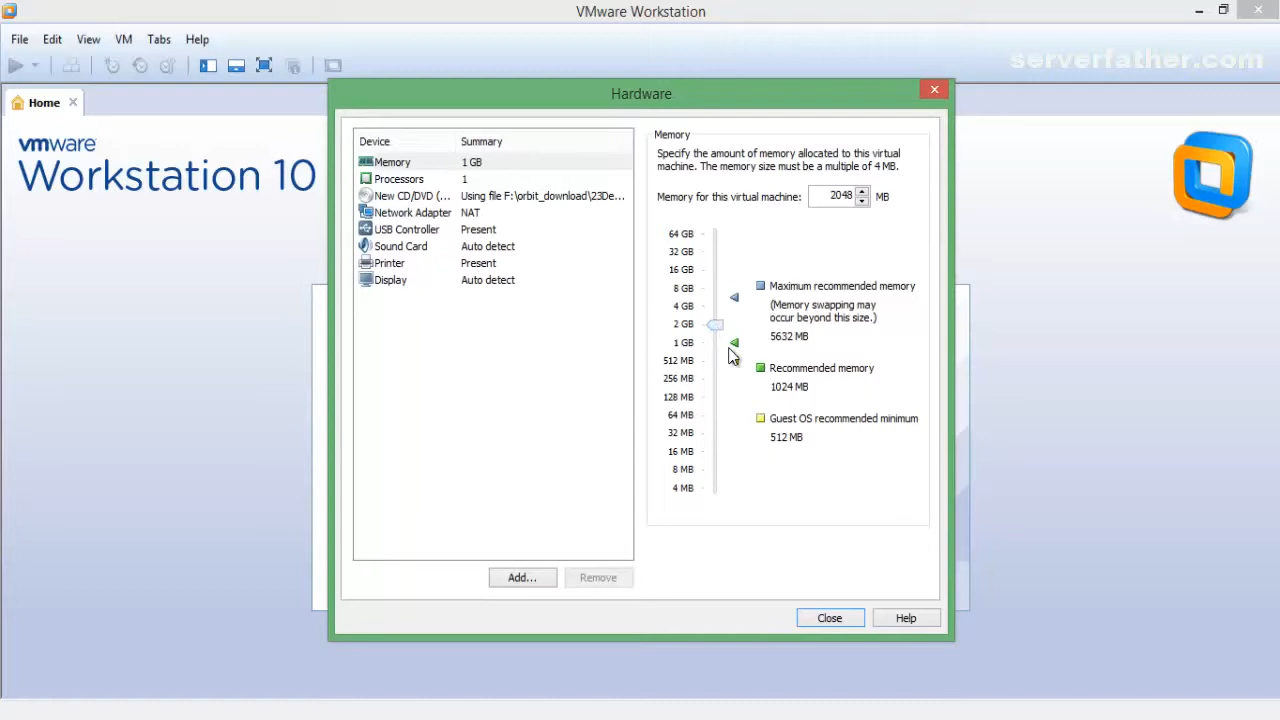 VMware Workstation
File Edit View VM Tabs Help
serverfather.com
Home
vmware
Workstation 10
Hardware
Device Summary
Memory 1 GB
Processors 1
New CD/DVD (... Using file F:\orbit_download\23De...
Network Adapter NAT
USB Controller Present
Sound Card Auto detect
Printer Present
Display Auto detect
Add... Remove
Memory
Specify the amount of memory allocated to this virtual
machine. The memory size must be a multiple of 4 MB.
Memory for this virtual machine: 2048 MB
64 GB
32 GB
16 GB
8 GB
4 GB
2 GB
1 GB
512 MB
256 MB
128 MB
64 MB
32 MB
16 MB
8 MB
4 MB
Maximum recommended memory
(Memory swapping may
occur beyond this size.)
5632 MB
Recommended memory
1024 MB
Guest OS recommended minimum
512 MB
Close Help